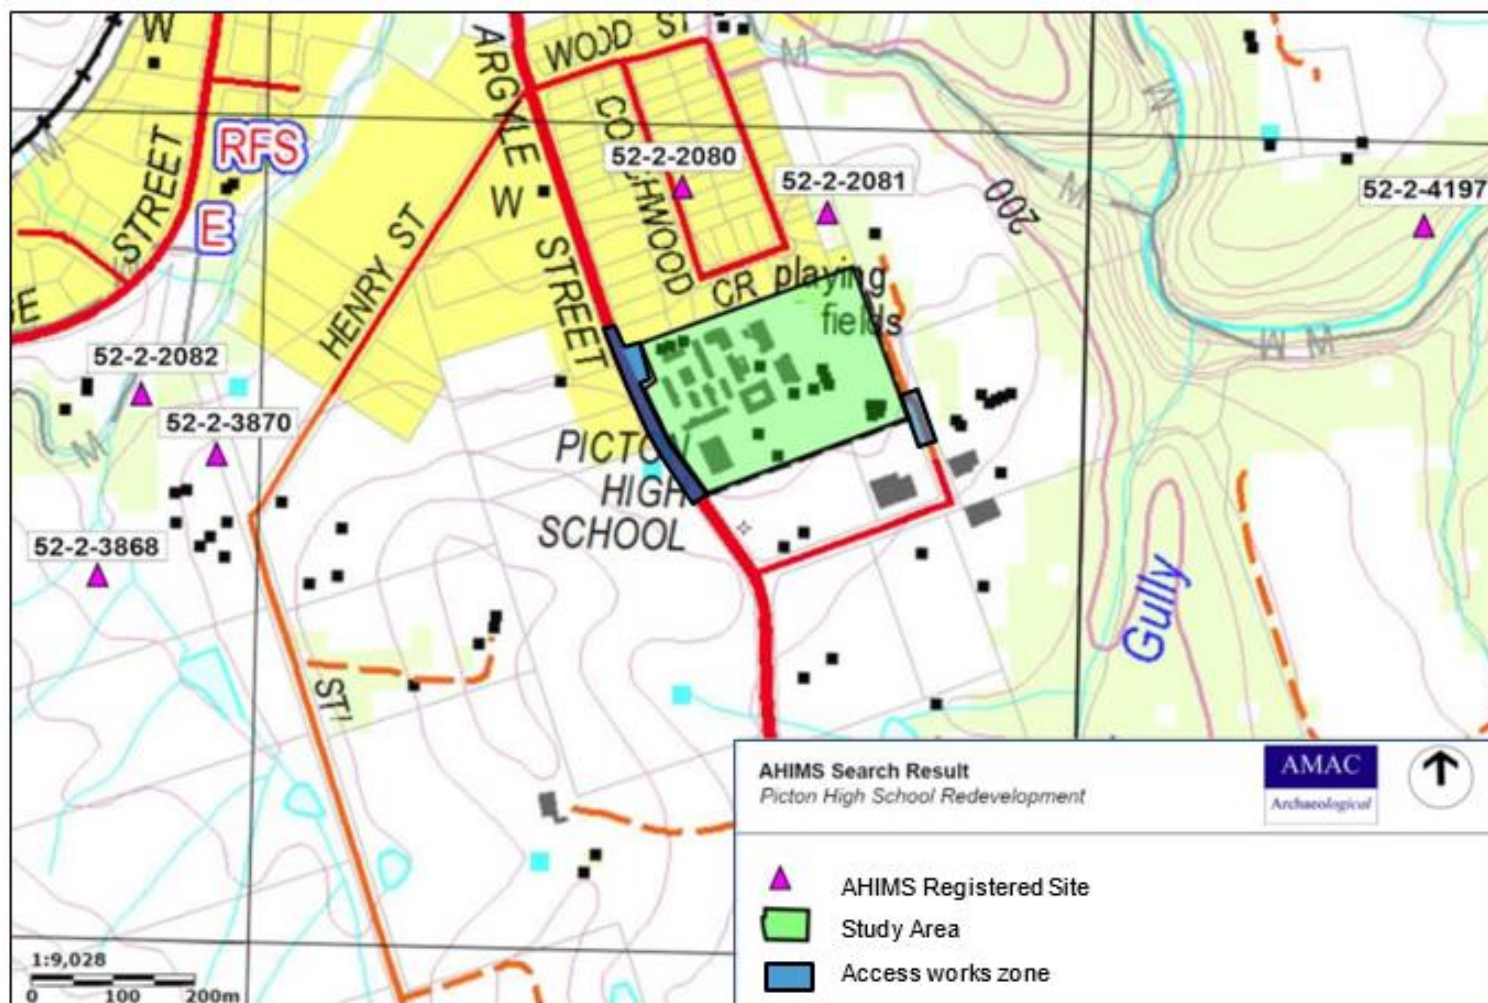 W
ARGYLE
WOOD ST
STREET
RFS
E
W
52-2-2080
52-2-2081
52-2-4197
200
M
M
M
M
M
HENRY ST
STREET
CR
playing
fields
52-2-2082
52-2-3870
52-2-3868
M
PICTON
HIGH
SCHOOL
Gully
AHIMS Search Result
Picton High School Redevelopment
AMAC
Archaeological
AHIMS Registered Site
Study Area
Access works zone
1:9,028
0 100 200m